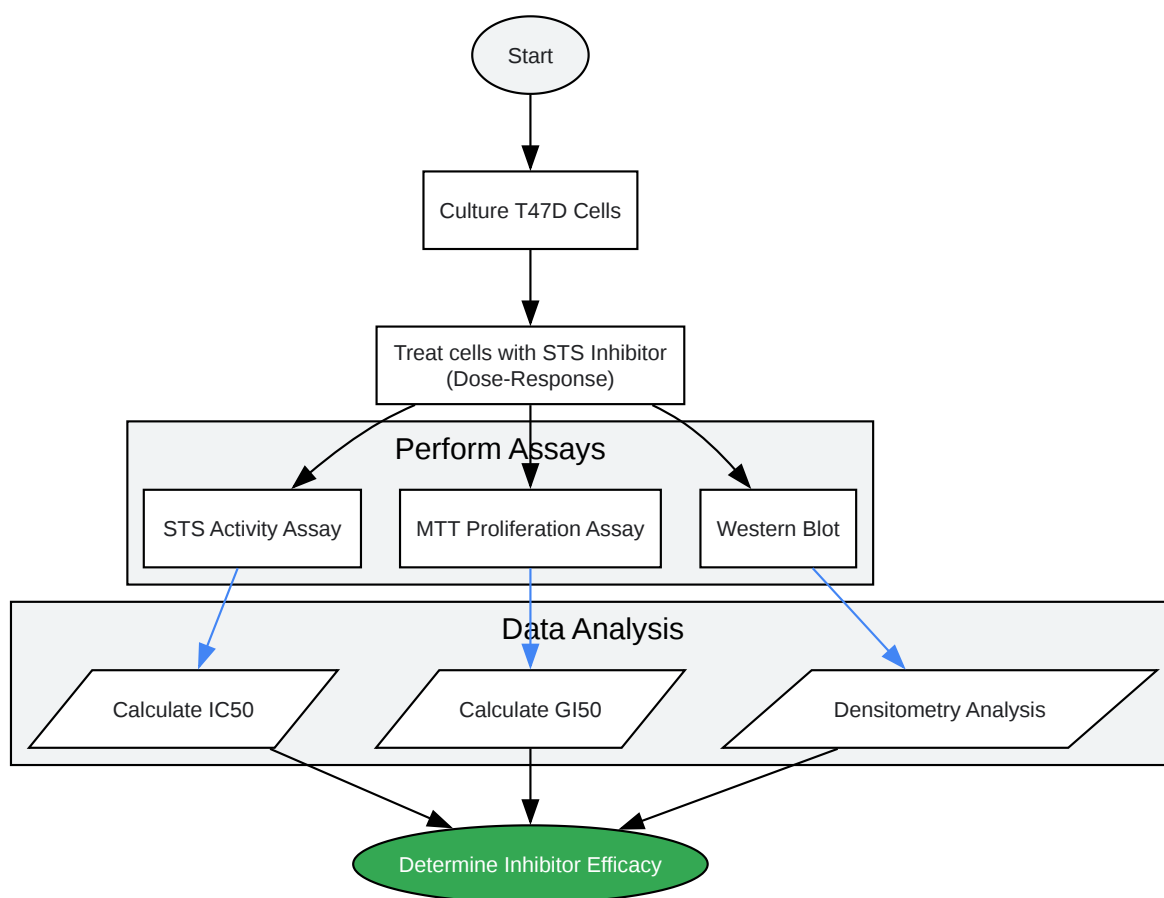 Start
Culture T47D Cells
Treat cells with STS Inhibitor
(Dose-Response)
Perform Assays
STS Activity Assay
MTT Proliferation Assay
Western Blot
Data Analysis
Calculate IC50
Calculate GI50
Densitometry Analysis
Determine Inhibitor Efficacy